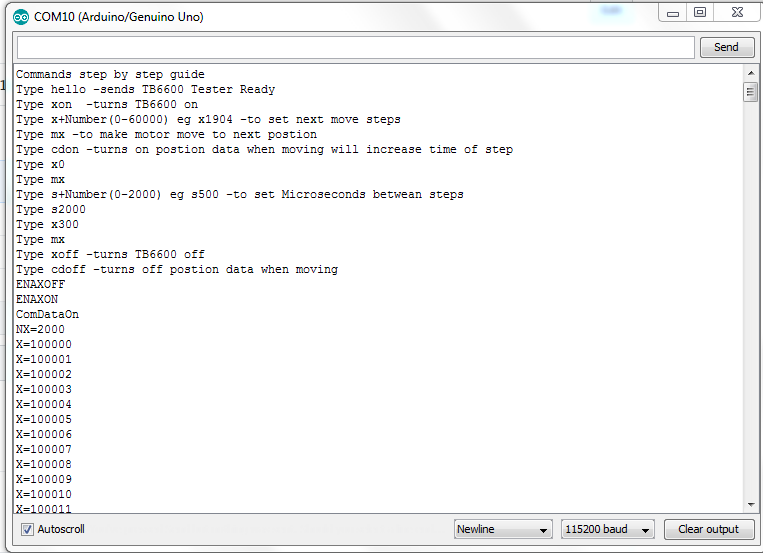 COM10 (Arduino/Genuino Uno)
Send
Commands step by step guide
Type hello -sends TB6600 Tester Ready
Type xon  -turns TB6600 on
Type x+Number(0-60000) eg x1904 -to set next move steps
Type mx -to make motor move to next postion
Type cdon -turns on postion data when moving will increase time of step
Type x0
Type mx
Type s+Number(0-2000) eg s500 -to set Microseconds betwean steps
Type s2000
Type x300
Type mx
Type xoff -turns TB6600 off
Type cdoff -turns off postion data when moving
ENAXOFF
ENAXON
ComDataOn
NX=2000
X=100000
X=100001
X=100002
X=100003
X=100004
X=100005
X=100006
X=100007
X=100008
X=100009
X=100010
X=100011
Autoscroll
Newline
115200 baud
Clear output